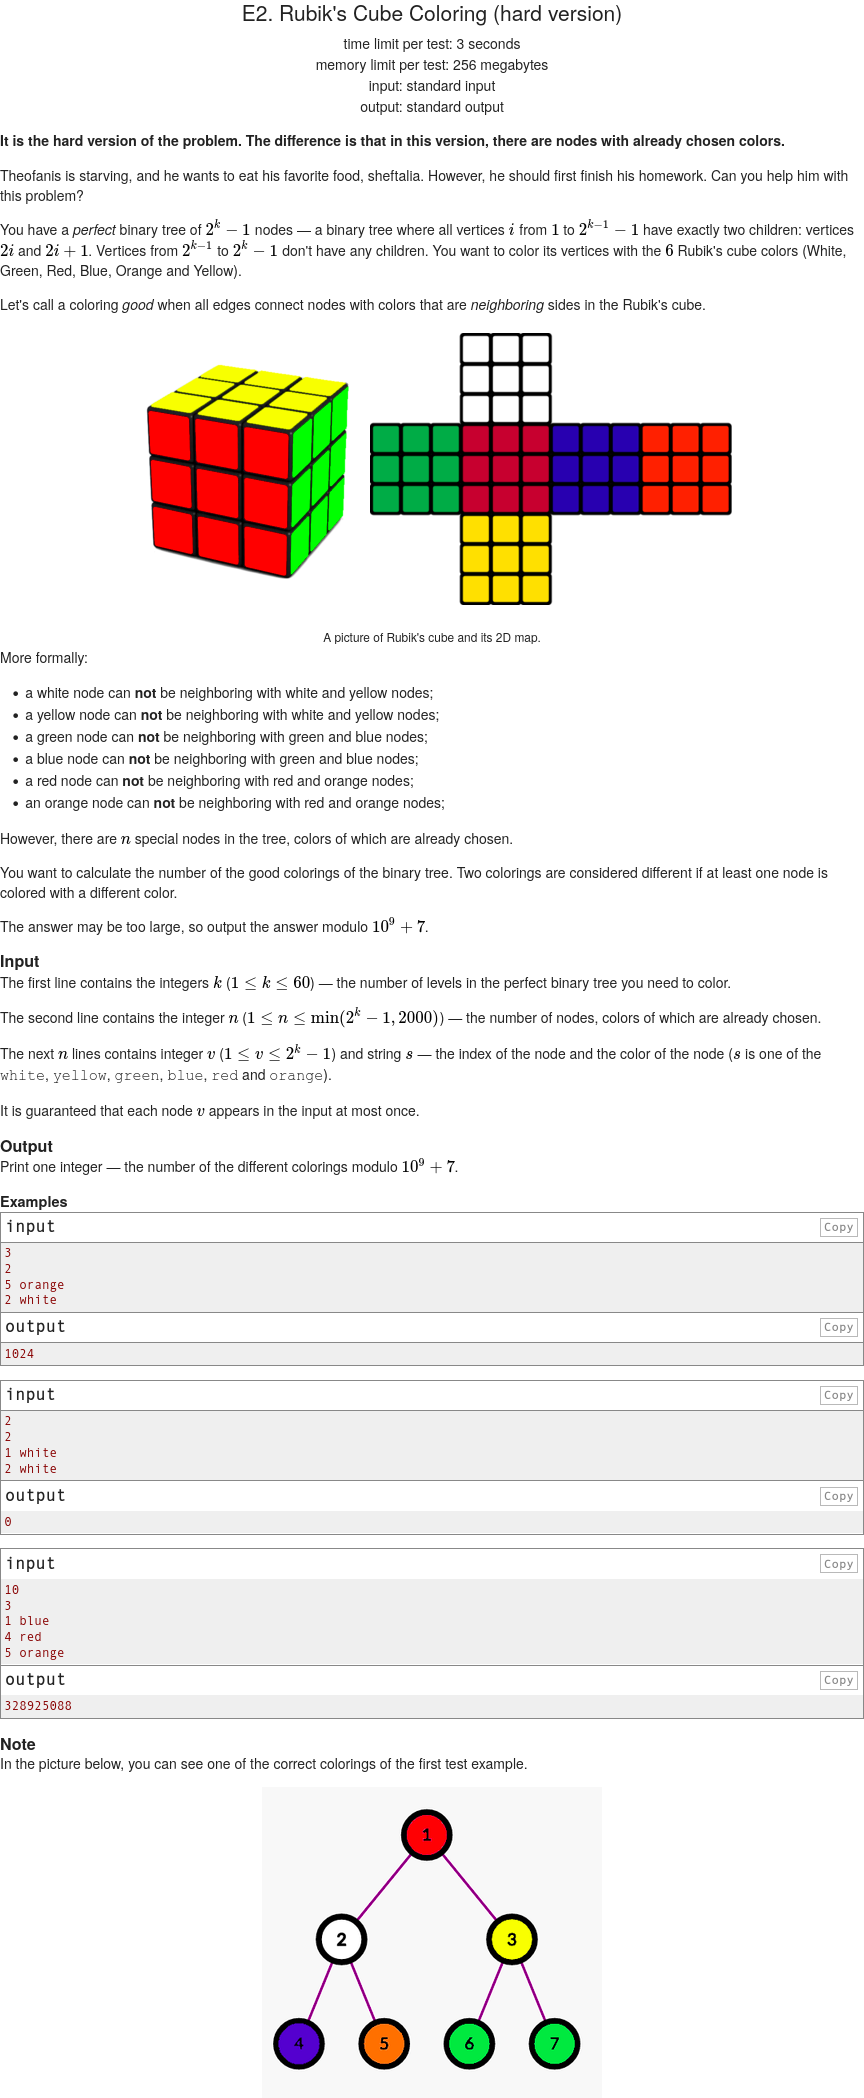 E2. Rubik's Cube Coloring (hard version)
time limit per test: 3 seconds
memory limit per test: 256 megabytes
input: standard input
output: standard output
It is the hard version of the problem. The difference is that in this version, there are nodes with already chosen colors.
Theofanis is starving, and he wants to eat his favorite food, sheftalia. However, he should first finish his homework. Can you help him with
this problem?
You have a perfect binary tree of 2^k − 1 nodes — a binary tree where all vertices i from 1 to 2^{k−1} − 1 have exactly two children: vertices
2i and 2i + 1. Vertices from 2^{k−1} to 2^k − 1 don't have any children. You want to color its vertices with the 6 Rubik's cube colors (White,
Green, Red, Blue, Orange and Yellow).
Let's call a coloring good when all edges connect nodes with colors that are neighboring sides in the Rubik's cube.
A picture of Rubik's cube and its 2D map.
More formally:
• a white node can not be neighboring with white and yellow nodes;
• a yellow node can not be neighboring with white and yellow nodes;
• a green node can not be neighboring with green and blue nodes;
• a blue node can not be neighboring with green and blue nodes;
• a red node can not be neighboring with red and orange nodes;
• an orange node can not be neighboring with red and orange nodes;
However, there are n special nodes in the tree, colors of which are already chosen.
You want to calculate the number of the good colorings of the binary tree. Two colorings are considered different if at least one node is
colored with a different color.
The answer may be too large, so output the answer modulo 10^9 + 7.
Input
The first line contains the integers k (1 ≤ k ≤ 60) — the number of levels in the perfect binary tree you need to color.
The second line contains the integer n (1 ≤ n ≤ min(2^k − 1, 2000)) — the number of nodes, colors of which are already chosen.
The next n lines contains integer v (1 ≤ v ≤ 2^k − 1) and string s — the index of the node and the color of the node (s is one of the
white, yellow, green, blue, red and orange).
It is guaranteed that each node v appears in the input at most once.
Output
Print one integer — the number of the different colorings modulo 10^9 + 7.
Examples
input Copy
3
2
5 orange
2 white
output Copy
1024
input Copy
2
2
1 white
2 white
output Copy
0
input Copy
10
3
1 blue
4 red
5 orange
output Copy
328925088
Note
In the picture below, you can see one of the correct colorings of the first test example.
1
2 3
4 5 6 7